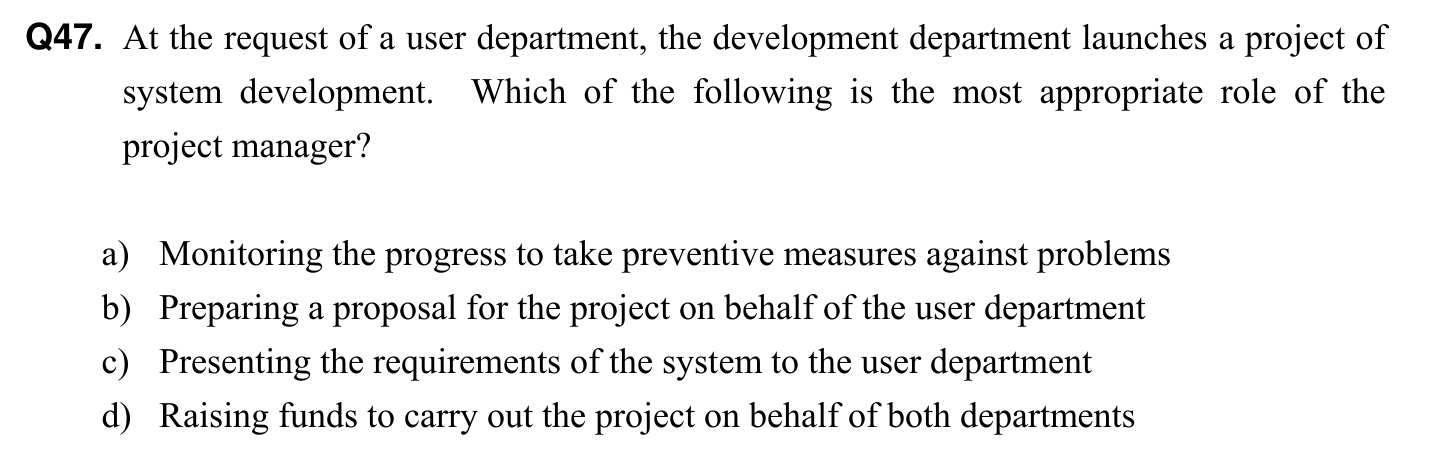 Q47. At the request of a user department, the development department launches a project of
system development. Which of the following is the most appropriate role of the
project manager?
a) Monitoring the progress to take preventive measures against problems
b) Preparing a proposal for the project on behalf of the user department
c) Presenting the requirements of the system to the user department
d) Raising funds to carry out the project on behalf of both departments